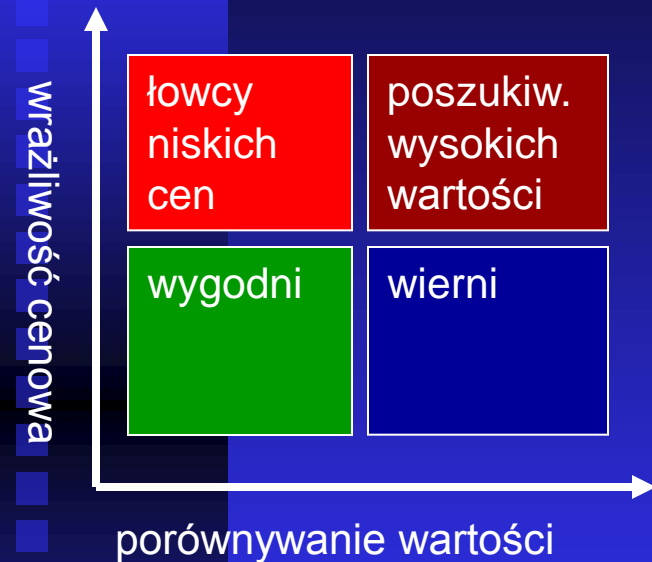 wrażliwość cenowa
łowcy
niskich
cen
poszukiw.
wysokich
wartości
wygodni
wierni
porównywanie wartości